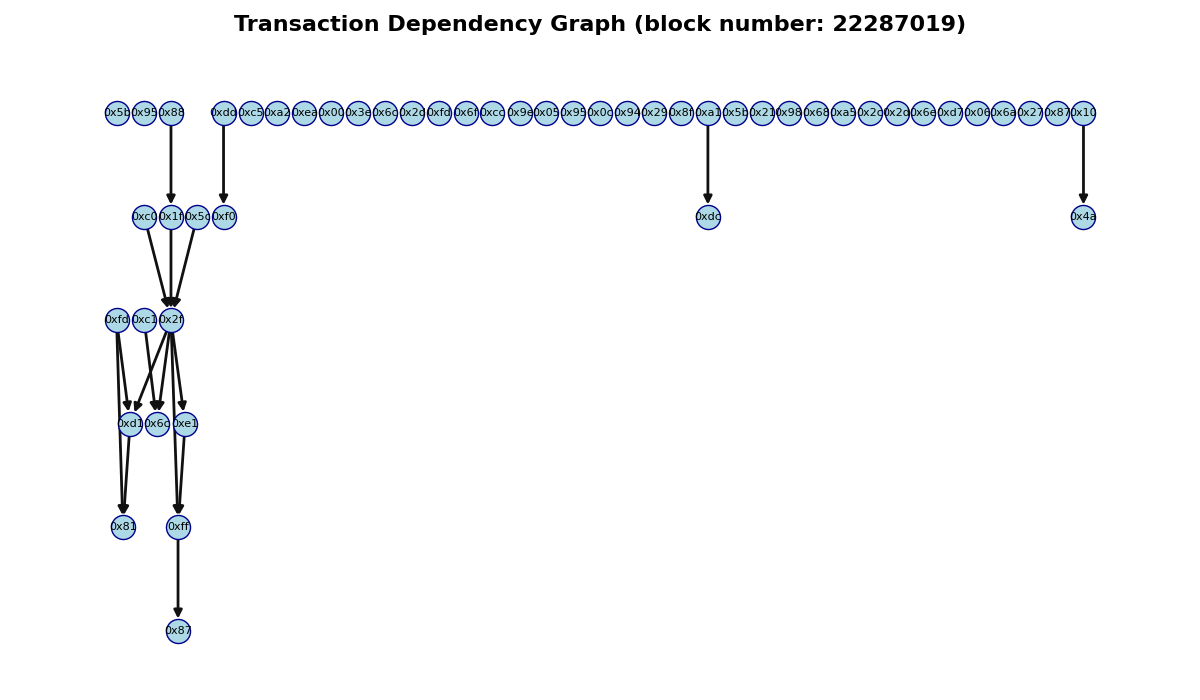 Transaction Dependency Graph (block number: 22287019)
0x5b 0x95 0x88 0xdd 0xc5 0xa2 0xea 0x00 0x3e 0x6c 0x2d 0xfd 0x6f 0xcc 0x9e 0x05 0x95 0x0c 0x94 0x29 0x8f 0xa1 0x5b 0x21 0x98 0x68 0xa5 0x2c 0x2d 0x6e 0xd7 0x06 0x6a 0x27 0x87 0x10
0xc0 0x1f 0x5c 0xf0 0xdc 0x4a
0xfd 0xc1 0x2f
0xd1 0x6c 0xe1
0x81 0xff
0x87